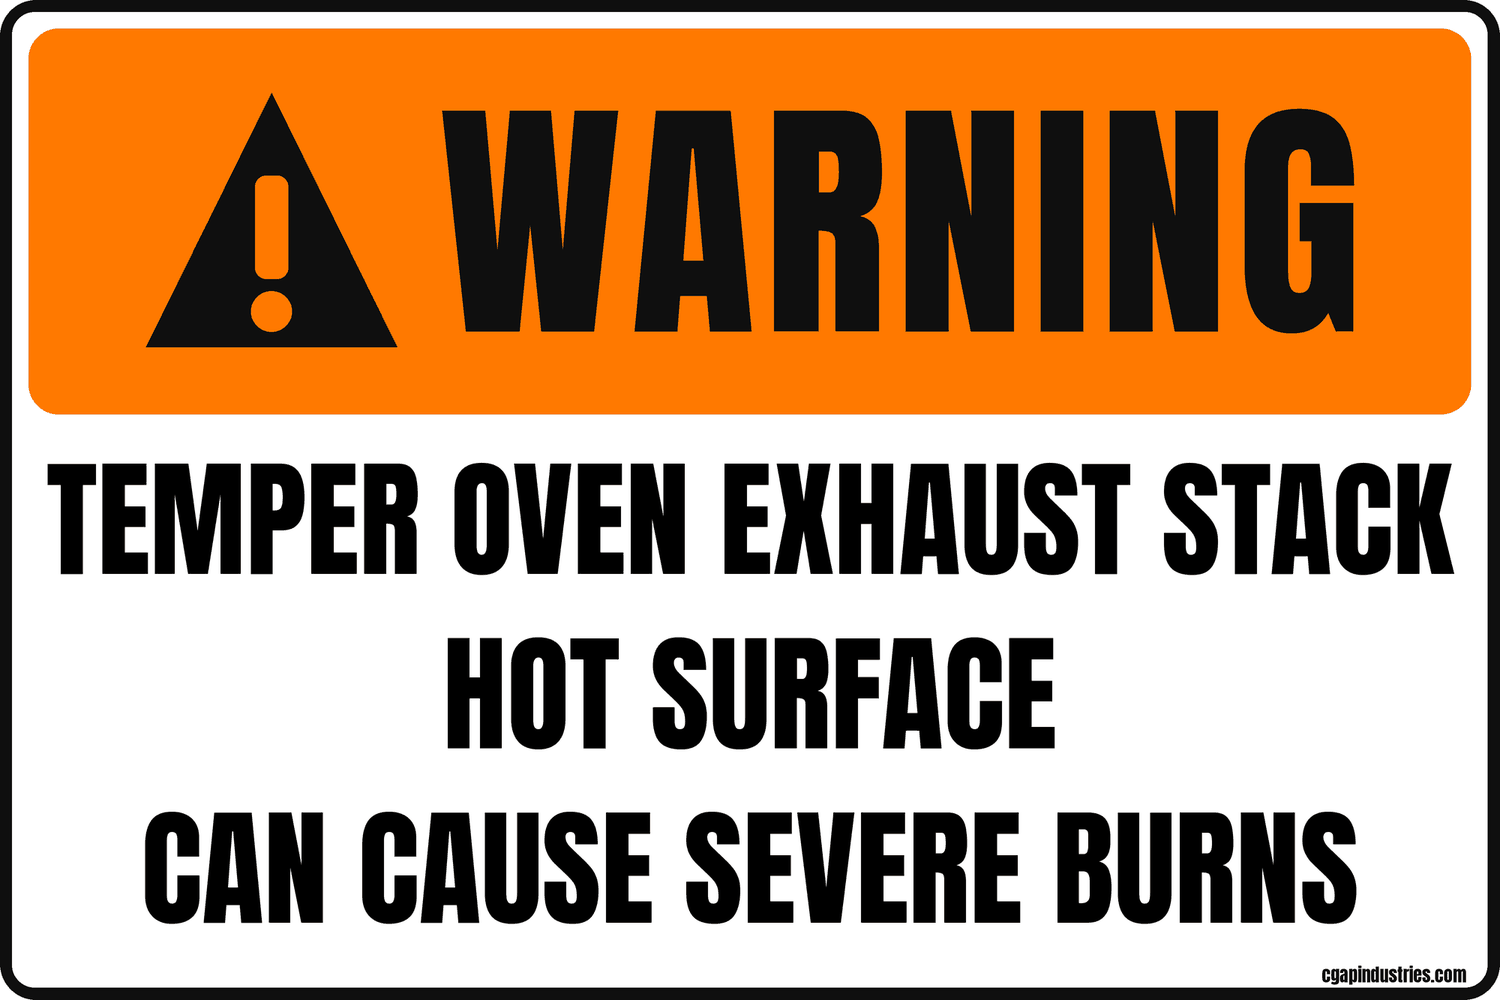 WARNING
TEMPER OVEN EXHAUST STACK
HOT SURFACE
CAN CAUSE SEVERE BURNS
cgapindustries.com